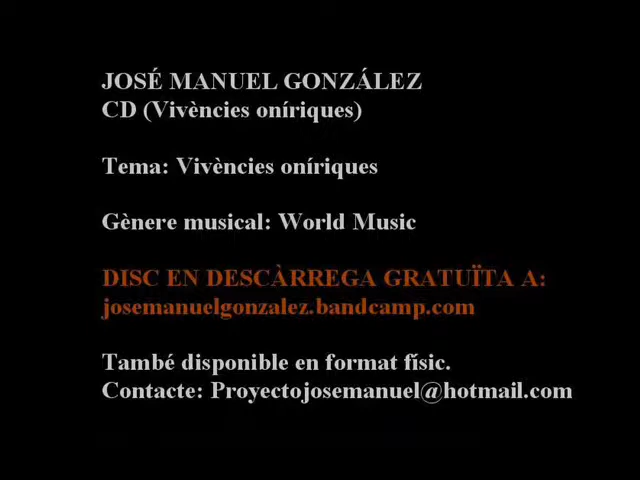 JOSÉ MANUEL GONZÁLEZ
CD (Vivències oníriques)
Tema: Vivències oníriques
Gènere musical: World Music
DISC EN DESCÀRREGA GRATUÏTA A:
josemanuelgonzalez.bandcamp.com
També disponible en format físic.
Contacte: Proyectojosemanuel@hotmail.com